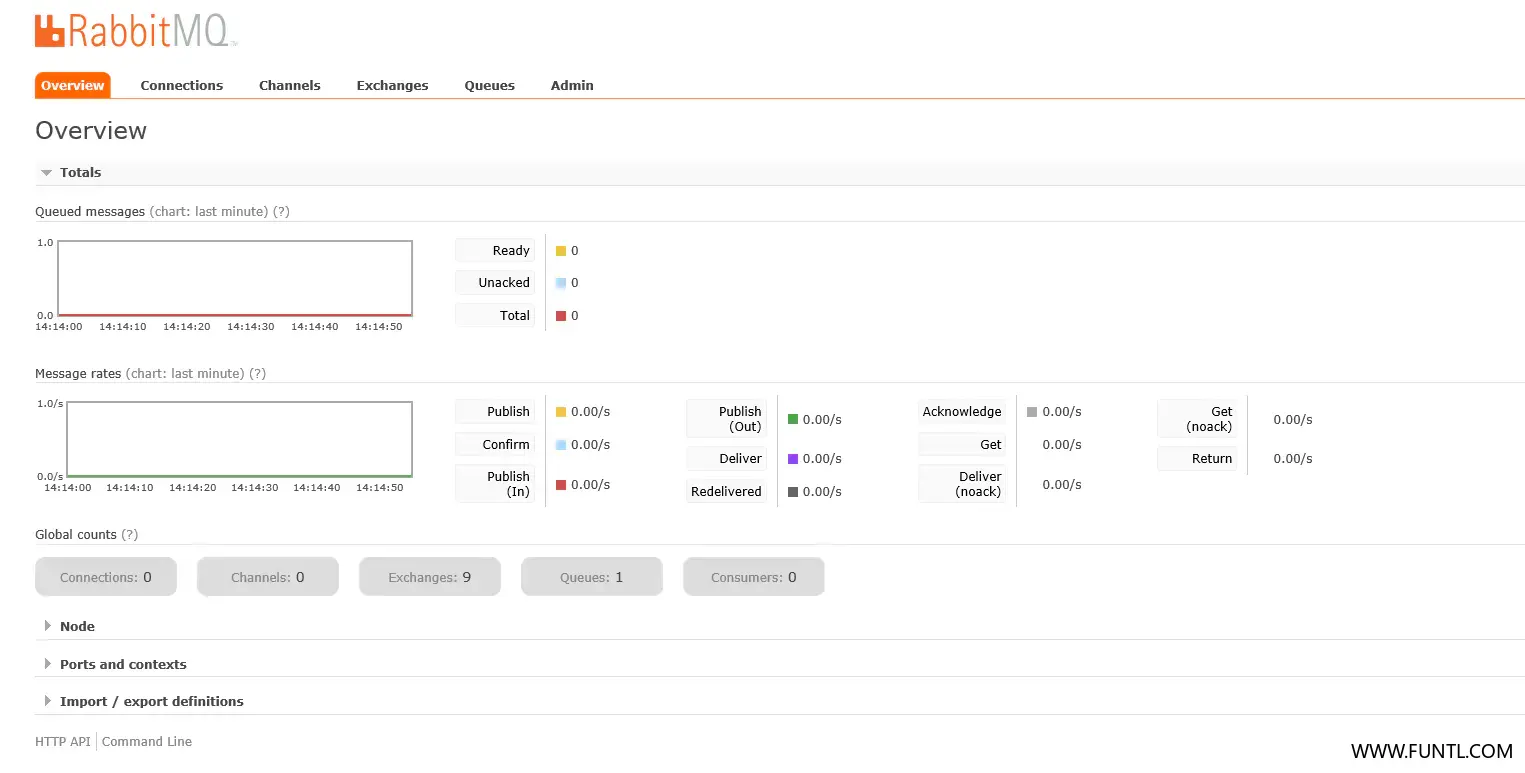 RabbitMQ™
Overview Connections Channels Exchanges Queues Admin
Overview
Totals
Queued messages (chart: last minute) (?)
1.0
0.0
14:14:00 14:14:10 14:14:20 14:14:30 14:14:40 14:14:50
Ready 0
Unacked 0
Total 0
Message rates (chart: last minute) (?)
1.0/s
0.0/s
14:14:00 14:14:10 14:14:20 14:14:30 14:14:40 14:14:50
Publish 0.00/s
Confirm 0.00/s
Publish
(In) 0.00/s
Publish
(Out) 0.00/s
Deliver 0.00/s
Redelivered 0.00/s
Acknowledge 0.00/s
Get 0.00/s
Deliver
(noack) 0.00/s
Get
(noack) 0.00/s
Return 0.00/s
Global counts (?)
Connections: 0 Channels: 0 Exchanges: 9 Queues: 1 Consumers: 0
Node
Ports and contexts
Import / export definitions
HTTP API Command Line
WWW.FUNTL.COM